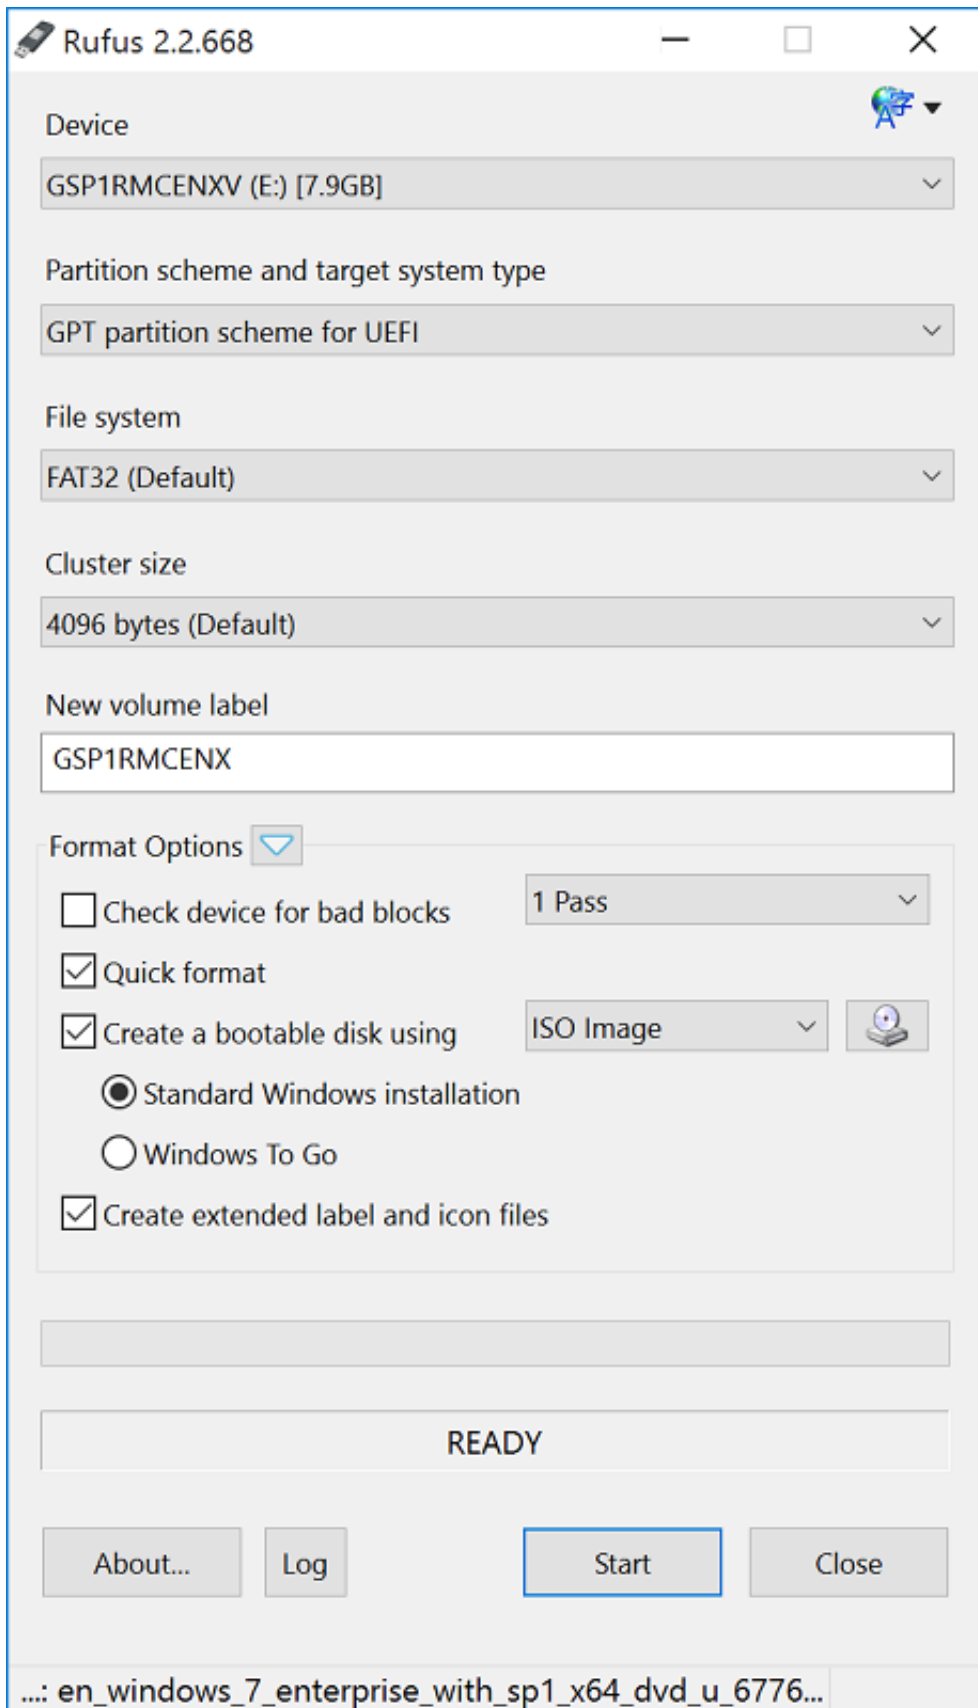 Rufus 2.2.668
Device
GSP1RMCENXV (E:) [7.9GB]
Partition scheme and target system type
GPT partition scheme for UEFI
File system
FAT32 (Default)
Cluster size
4096 bytes (Default)
New volume label
GSP1RMCENX
Format Options
Check device for bad blocks
1 Pass
Quick format
Create a bootable disk using
ISO Image
Standard Windows installation
Windows To Go
Create extended label and icon files
READY
About...
Log
Start
Close
...: en_windows_7_enterprise_with_sp1_x64_dvd_u_6776...